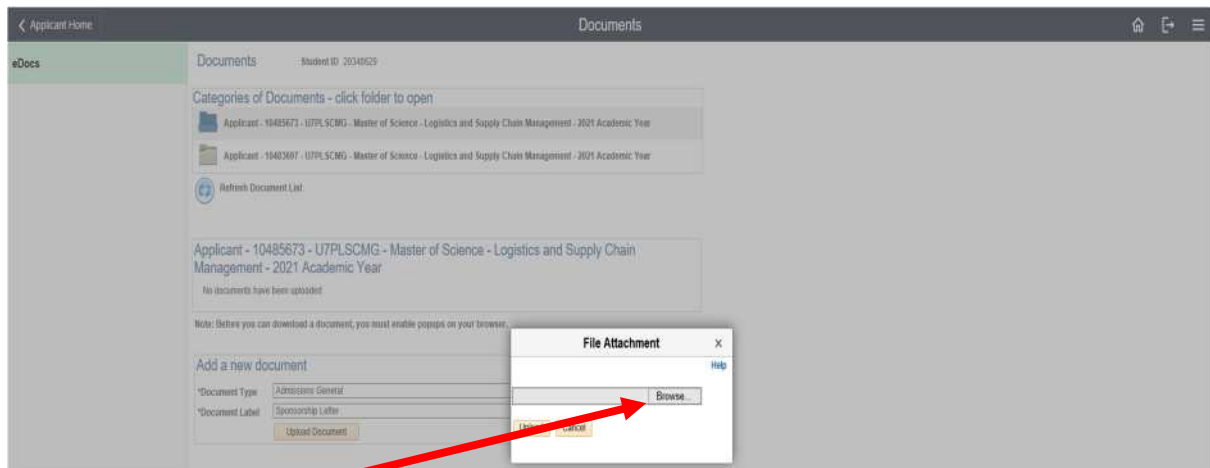 Applicant Home
Documents
eDocs
Documents
Student ID 20348629
Categories of Documents - click folder to open
Applicant - 10485673 - U7PLSCMG - Master of Science - Logistics and Supply Chain Management - 2021 Academic Year
Applicant - 10403697 - U7PLSCMG - Master of Science - Logistics and Supply Chain Management - 2021 Academic Year
Refresh Document List
Applicant - 10485673 - U7PLSCMG - Master of Science - Logistics and Supply Chain
Management - 2021 Academic Year
No documents have been uploaded
Note: Before you can download a document, you must enable popups on your browser.
File Attachment
X
Help
Add a new document
*Document Type
Admissions General
Browse...
*Document Label
Sponsorship Letter
Upload Document
Upload
Cancel